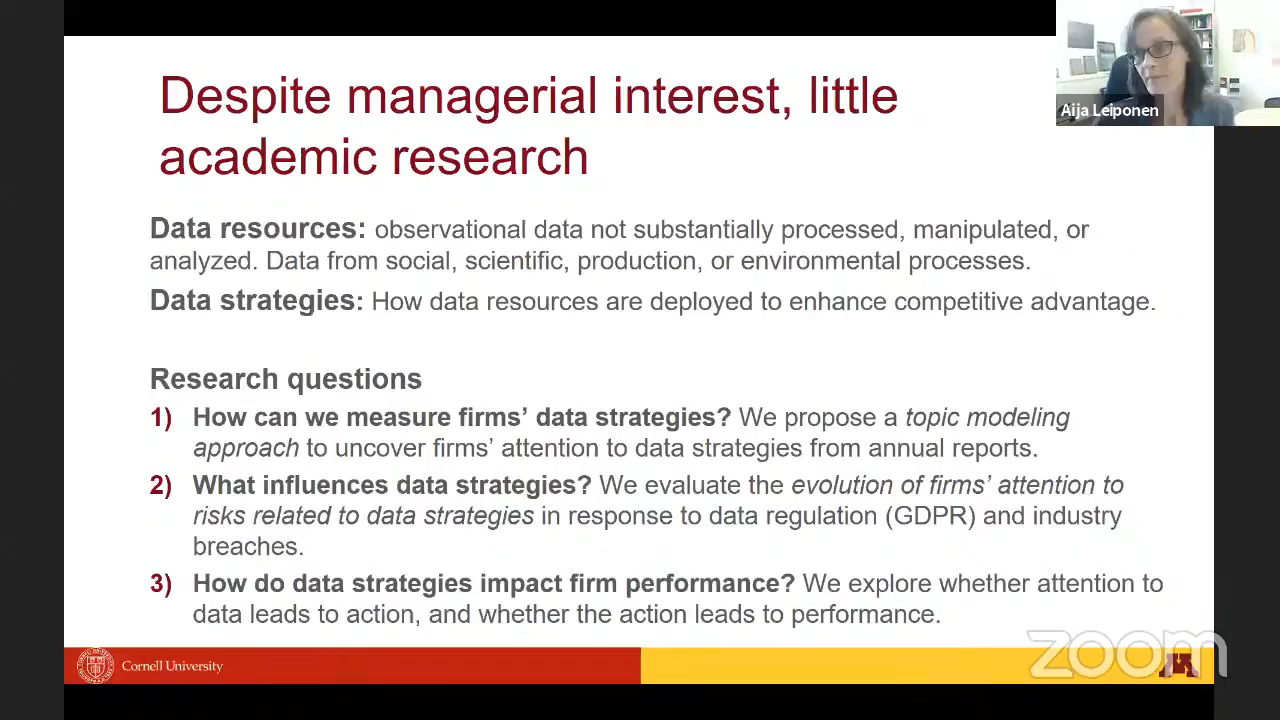 Despite managerial interest, little
academic research
Aija Leiponen
Data resources: observational data not substantially processed, manipulated, or
analyzed. Data from social, scientific, production, or environmental processes.
Data strategies: How data resources are deployed to enhance competitive advantage.
Research questions
1) How can we measure firms’ data strategies? We propose a topic modeling
approach to uncover firms’ attention to data strategies from annual reports.
2) What influences data strategies? We evaluate the evolution of firms’ attention to
risks related to data strategies in response to data regulation (GDPR) and industry
breaches.
3) How do data strategies impact firm performance? We explore whether attention to
data leads to action, and whether the action leads to performance.
Cornell University
zoom
M